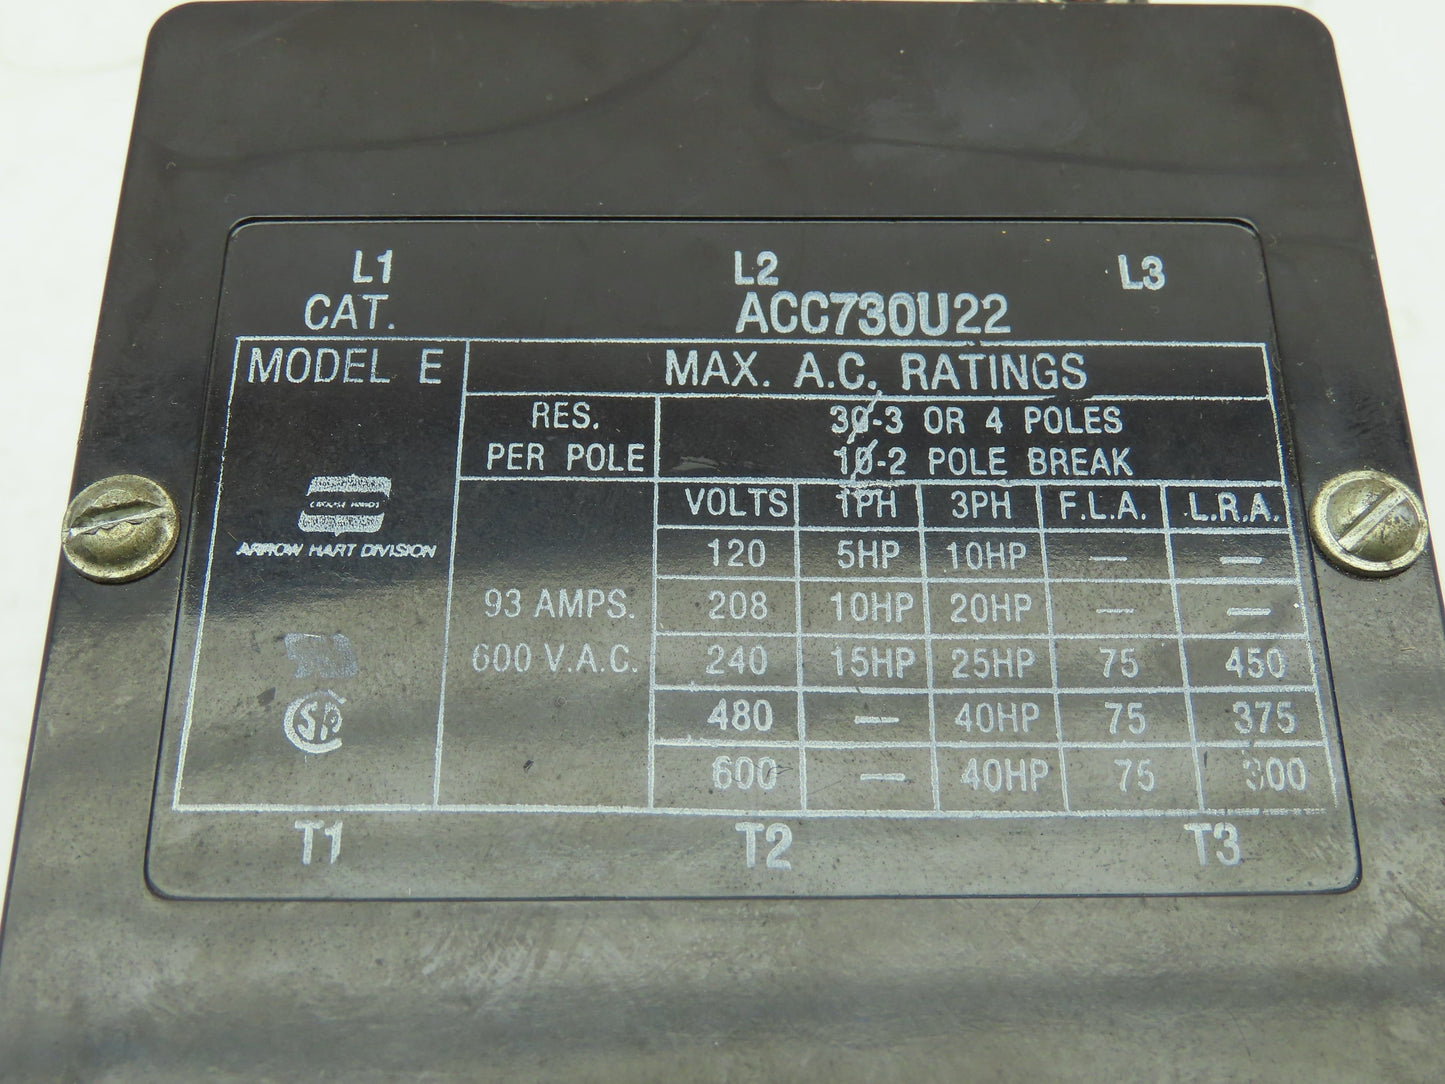 L1 L2 L3
CAT. ACC730U22
MODEL E MAX. A.C. RATINGS
RES. 3Ø-3 OR 4 POLES
PER POLE 1Ø-2 POLE BREAK
VOLTS 1PH 3PH F.L.A. L.R.A.
ARROW HART DIVISION
120 5HP 10HP — —
93 AMPS. 208 10HP 20HP — —
600 V.A.C. 240 15HP 25HP 75 450
480 — 40HP 75 375
600 — 40HP 75 300
T1 T2 T3